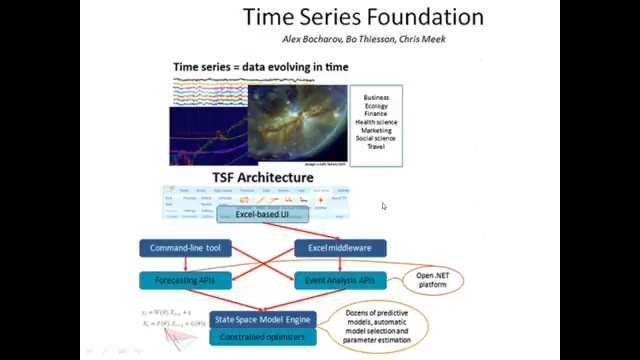 Time Series Foundation
Alex Bocharov, Bo Thiesson, Chris Meek
Time series = data evolving in time
Business
Ecology
Finance
Health science
Marketing
Social science
Travel
TSF Architecture
Excel-based UI
Command-line tool
Excel middleware
Forecasting APIs
Event Analysis APIs
Open .NET
platform
State Space Model Engine
Constrained optimizers
Dozens of predictive
models, automatic
model selection and
parameter estimation